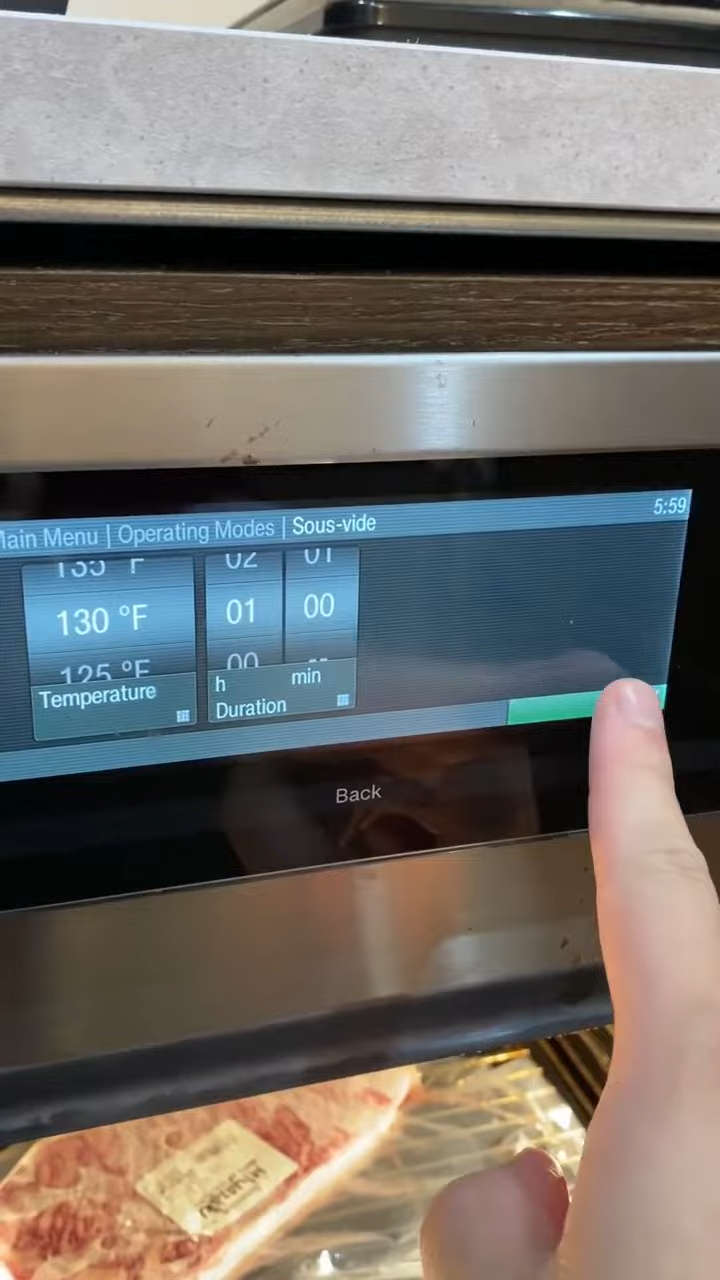 Main Menu | Operating Modes | Sous-vide
5:59
135 °F
02
01
130 °F
01
00
125 °F
00
--
Temperature
h
min
Duration
Back